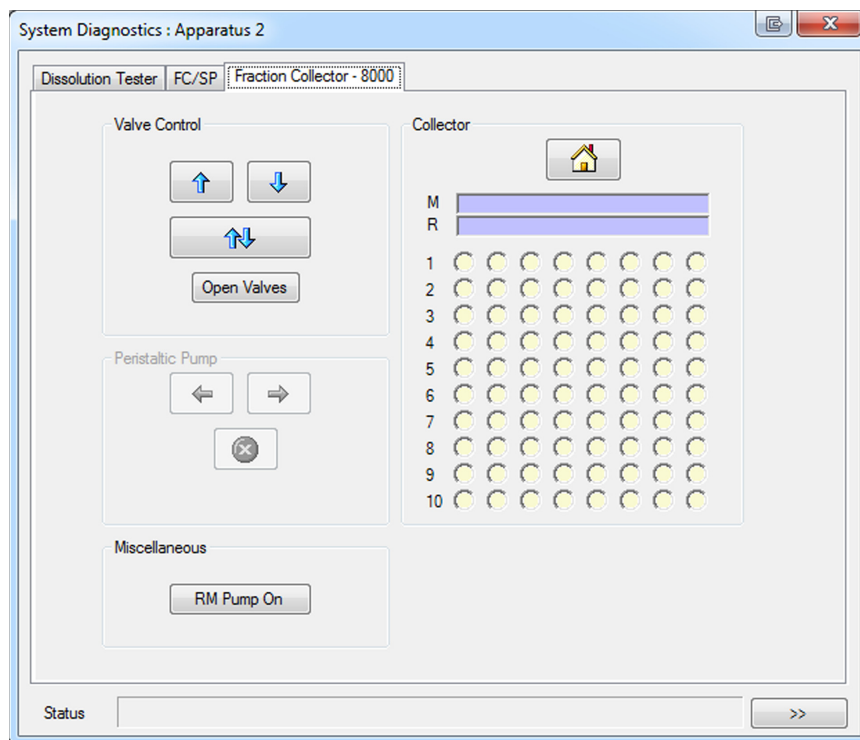 System Diagnostics : Apparatus 2
Dissolution Tester FC/SP Fraction Collector - 8000
Valve Control
Open Valves
Peristaltic Pump
Miscellaneous
RM Pump On
Collector
M
R
1
2
3
4
5
6
7
8
9
10
Status >>